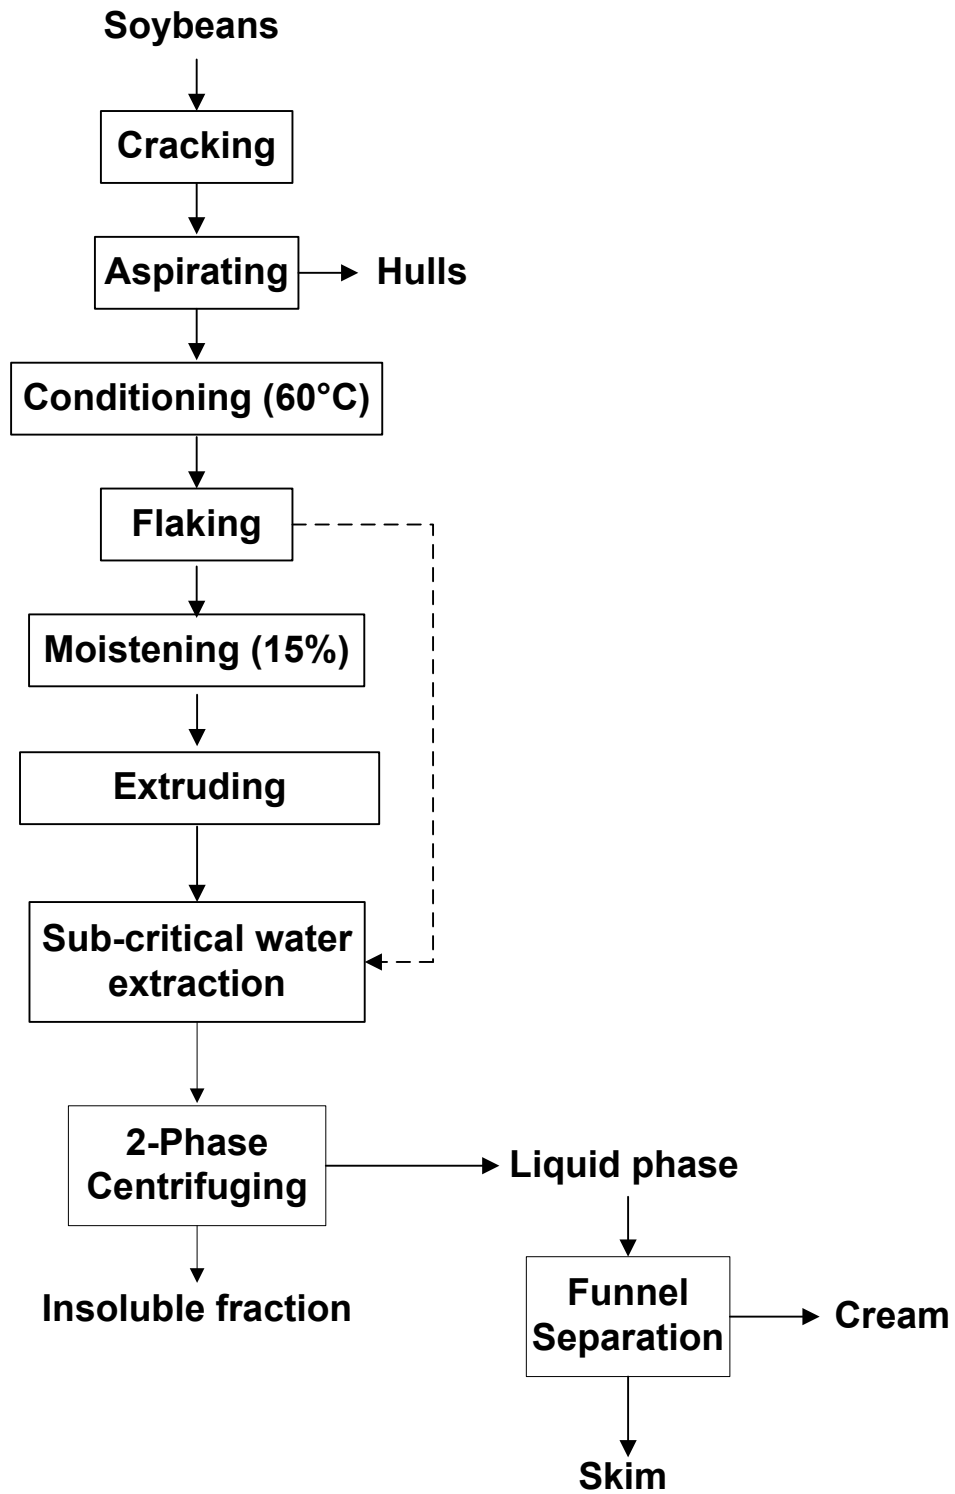 Soybeans
Cracking
Aspirating
Hulls
Conditioning (60°C)
Flaking
Moistening (15%)
Extruding
Sub-critical water
extraction
2-Phase
Centrifuging
Liquid phase
Insoluble fraction
Funnel
Separation
Cream
Skim